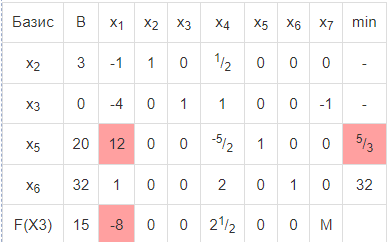 Базис B x₁ x₂ x₃ x₄ x₅ x₆ x₇ min
x₂ 3 -1 1 0 1/2 0 0 0 -
x₃ 0 -4 0 1 1 0 0 -1 -
x₅ 20 12 0 0 -5/2 1 0 0 5/3
x₆ 32 1 0 0 2 0 1 0 32
F(X3) 15 -8 0 0 21/2 0 0 M